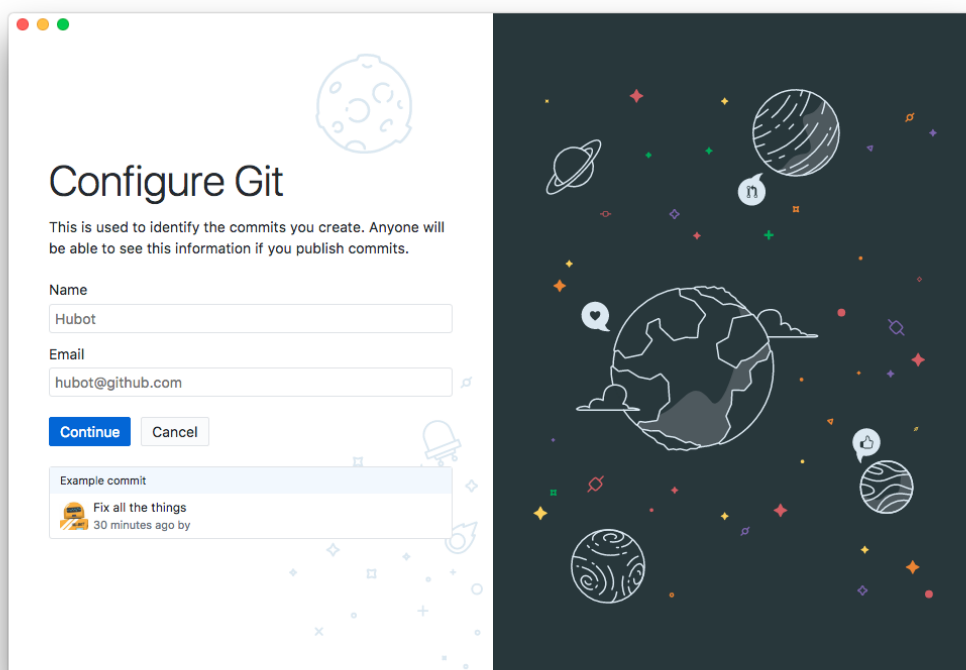 Configure Git
This is used to identify the commits you create. Anyone will
be able to see this information if you publish commits.
Name
Hubot
Email
hubot@github.com
Continue
Cancel
Example commit
Fix all the things
30 minutes ago by